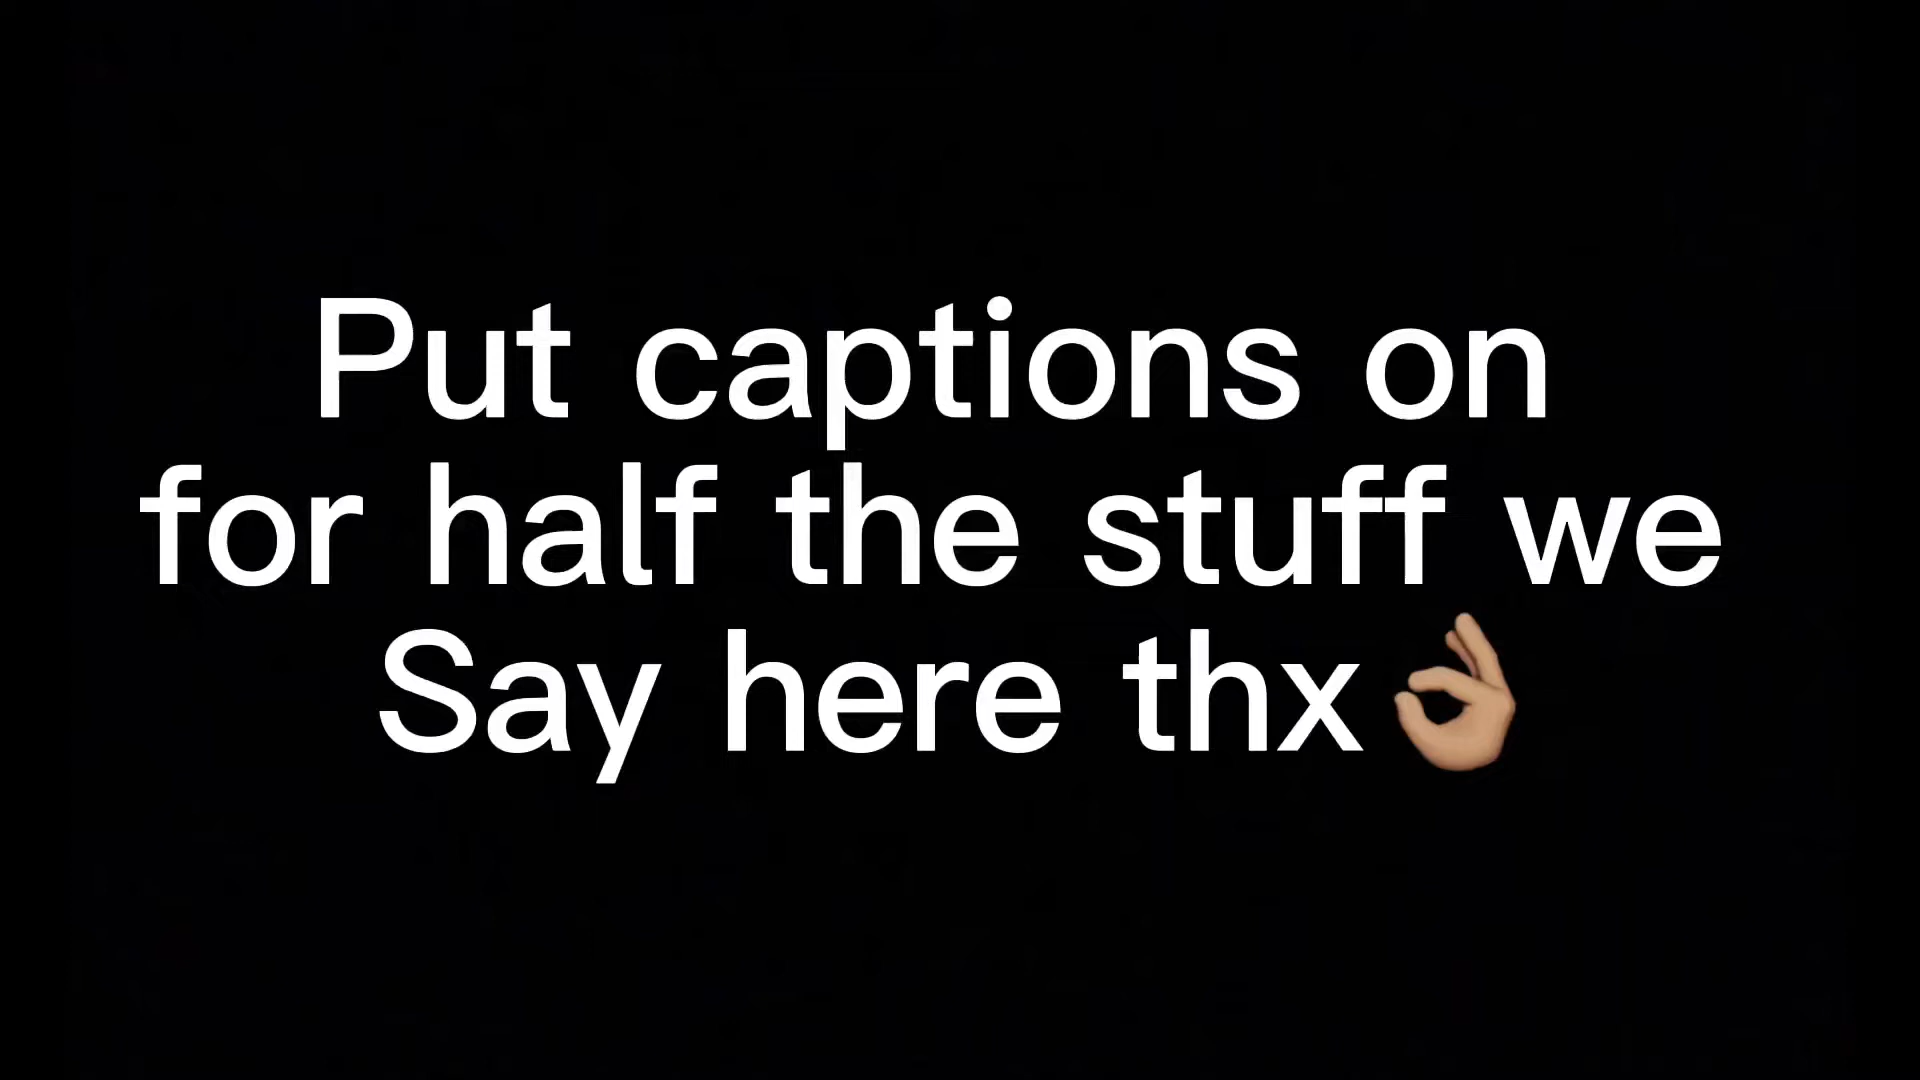 Put captions on
for half the stuff we
Say here thx👌🏼